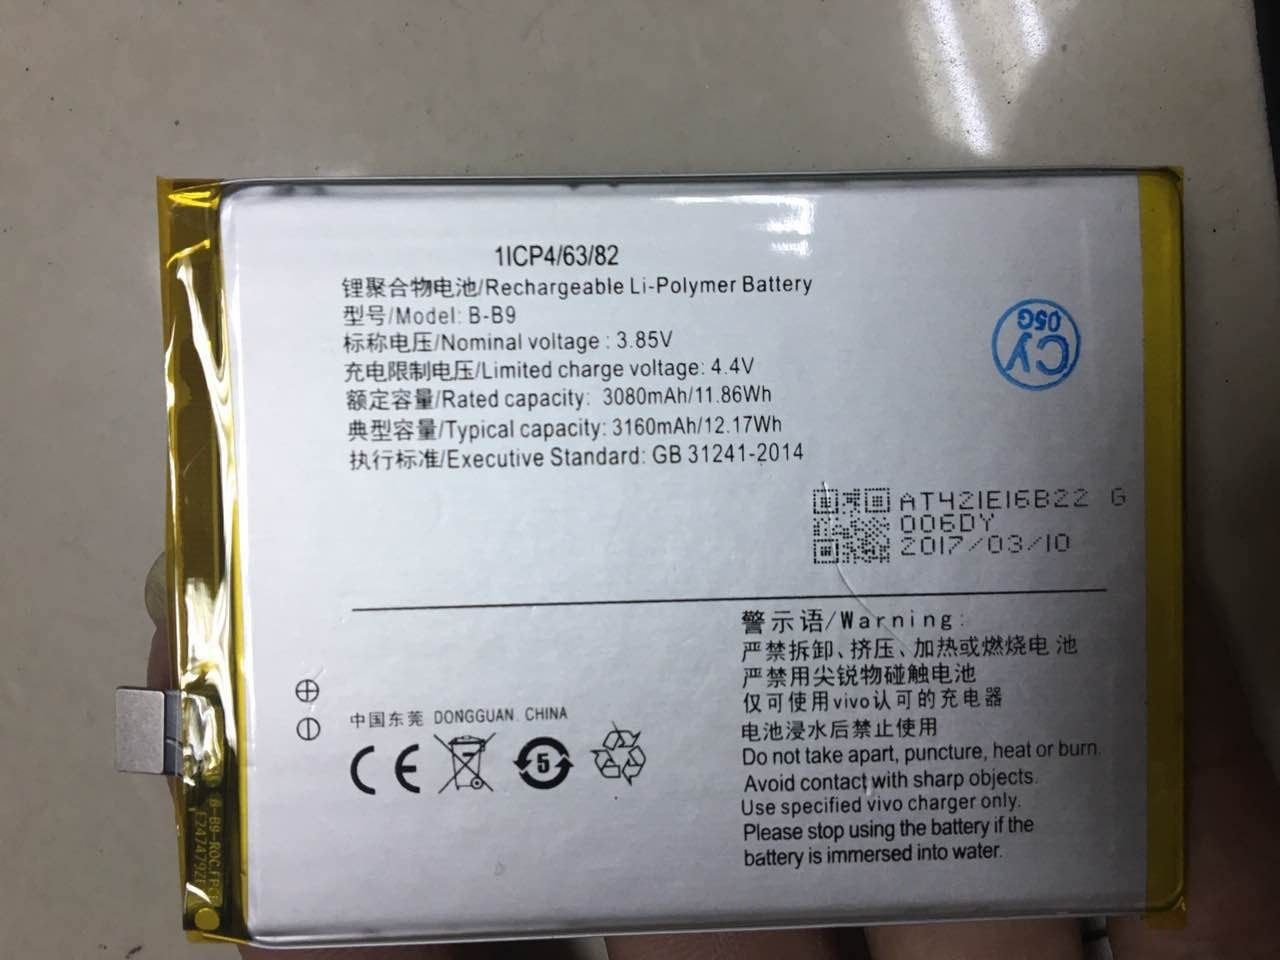 1ICP4/63/82
锂聚合物电池/Rechargeable Li-Polymer Battery
型号/Model: B-B9
标称电压/Nominal voltage : 3.85V
充电限制电压/Limited charge voltage: 4.4V
额定容量/Rated capacity: 3080mAh/11.86Wh
典型容量/Typical capacity: 3160mAh/12.17Wh
执行标准/Executive Standard: GB 31241-2014
CY
05G
AT421E16B22 G
006DY
2017/03/10
警示语/Warning:
严禁拆卸、挤压、加热或燃烧电池
严禁用尖锐物碰触电池
仅可使用vivo认可的充电器
电池浸水后禁止使用
Do not take apart, puncture, heat or burn.
Avoid contact with sharp objects.
Use specified vivo charger only.
Please stop using the battery if the
battery is immersed into water.
中国东莞 DONGGUAN. CHINA
CE
5